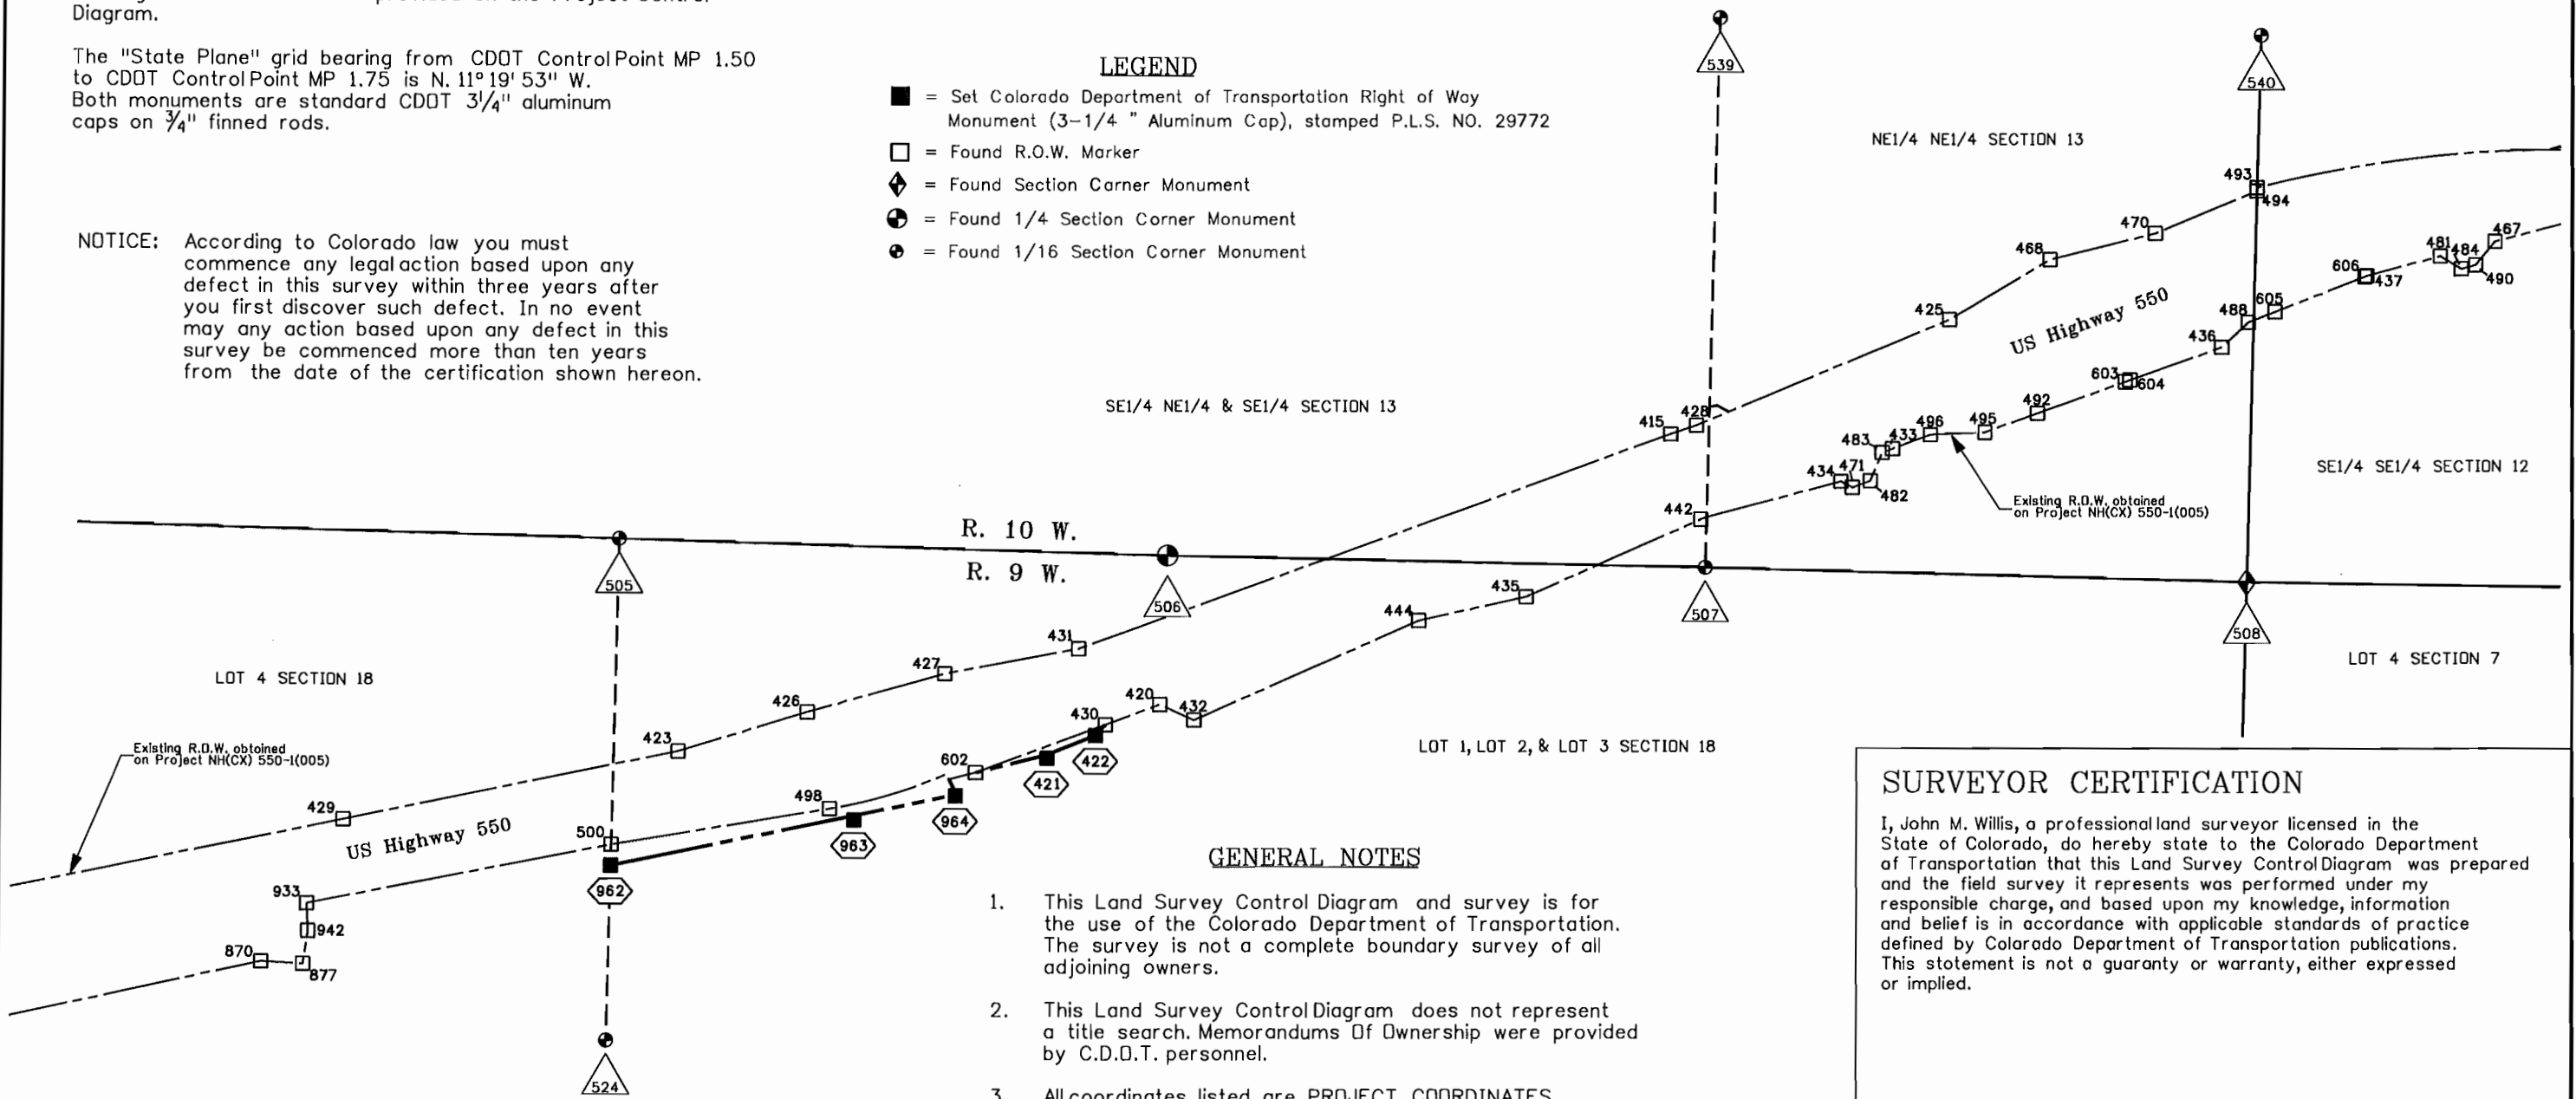 Diagram.
The "State Plane" grid bearing from CDOT Control Point MP 1.50
to CDOT Control Point MP 1.75 is N. 11° 19' 53" W.
Both monuments are standard CDOT 3 1/4" aluminum
caps on 3/4" finned rods.
NOTICE: According to Colorado law you must
commence any legal action based upon any
defect in this survey within three years after
you first discover such defect. In no event
may any action based upon any defect in this
survey be commenced more than ten years
from the date of the certification shown hereon.
LEGEND
= Set Colorado Department of Transportation Right of Way
Monument (3-1/4 " Aluminum Cap), stamped P.L.S. NO. 29772
= Found R.O.W. Marker
= Found Section Corner Monument
= Found 1/4 Section Corner Monument
= Found 1/16 Section Corner Monument
539
540
NE1/4 NE1/4 SECTION 13
493
494
470
468
467
481
484
490
606
437
605
488
436
425
US Highway 550
603
604
SE1/4 NE1/4 & SE1/4 SECTION 13
415
428
492
495
496
433
483
434
471
482
SE1/4 SE1/4 SECTION 12
Existing R.O.W. obtained
on Project NH(CX) 550-1(005)
442
R. 10 W.
R. 9 W.
505
506
507
508
435
444
431
427
426
423
LOT 4 SECTION 18
LOT 4 SECTION 7
420
432
430
422
421
602
964
LOT 1, LOT 2, & LOT 3 SECTION 18
Existing R.O.W. obtained
on Project NH(CX) 550-1(005)
429
US Highway 550
498
963
500
962
933
942
870
877
524
GENERAL NOTES
1. This Land Survey Control Diagram and survey is for
the use of the Colorado Department of Transportation.
The survey is not a complete boundary survey of all
adjoining owners.
2. This Land Survey Control Diagram does not represent
a title search. Memorandums Of Ownership were provided
by C.D.O.T. personnel.
3. All coordinates listed are PROJECT COORDINATES
SURVEYOR CERTIFICATION
I, John M. Willis, a professional land surveyor licensed in the
State of Colorado, do hereby state to the Colorado Department
of Transportation that this Land Survey Control Diagram was prepared
and the field survey it represents was performed under my
responsible charge, and based upon my knowledge, information
and belief is in accordance with applicable standards of practice
defined by Colorado Department of Transportation publications.
This statement is not a guaranty or warranty, either expressed
or implied.